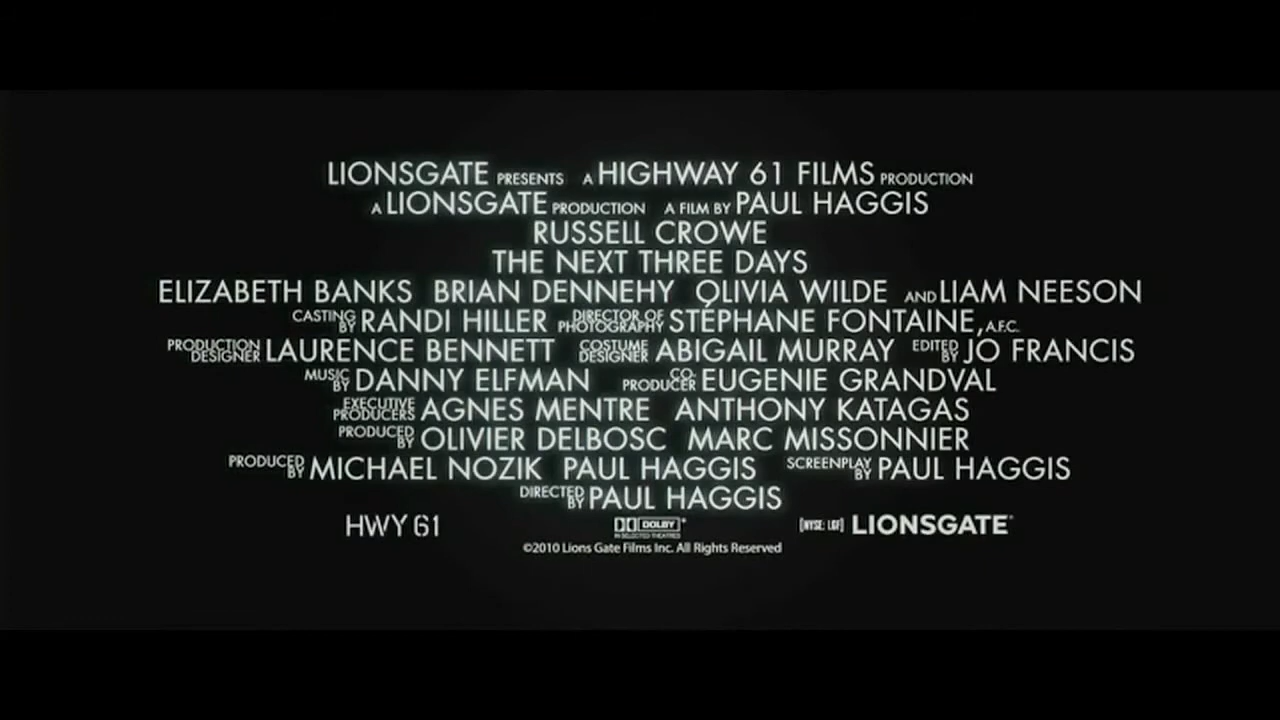 LIONSGATE PRESENTS A HIGHWAY 61 FILMS PRODUCTION
A LIONSGATE PRODUCTION A FILM BY PAUL HAGGIS
RUSSELL CROWE
THE NEXT THREE DAYS
ELIZABETH BANKS BRIAN DENNEHY OLIVIA WILDE AND LIAM NEESON
CASTING BY RANDI HILLER DIRECTOR OF PHOTOGRAPHY STÉPHANE FONTAINE, A.F.C.
PRODUCTION DESIGNER LAURENCE BENNETT COSTUME DESIGNER ABIGAIL MURRAY EDITED BY JO FRANCIS
MUSIC BY DANNY ELFMAN CO-PRODUCER EUGENIE GRANDVAL
EXECUTIVE PRODUCERS AGNES MENTRE ANTHONY KATAGAS
PRODUCED BY OLIVIER DELBOSC MARC MISSONNIER
PRODUCED BY MICHAEL NOZIK PAUL HAGGIS SCREENPLAY BY PAUL HAGGIS
DIRECTED BY PAUL HAGGIS
HWY 61 DOLBY [NYSE: LGF] LIONSGATE®
IN SELECTED THEATRES
©2010 Lions Gate Films Inc. All Rights Reserved